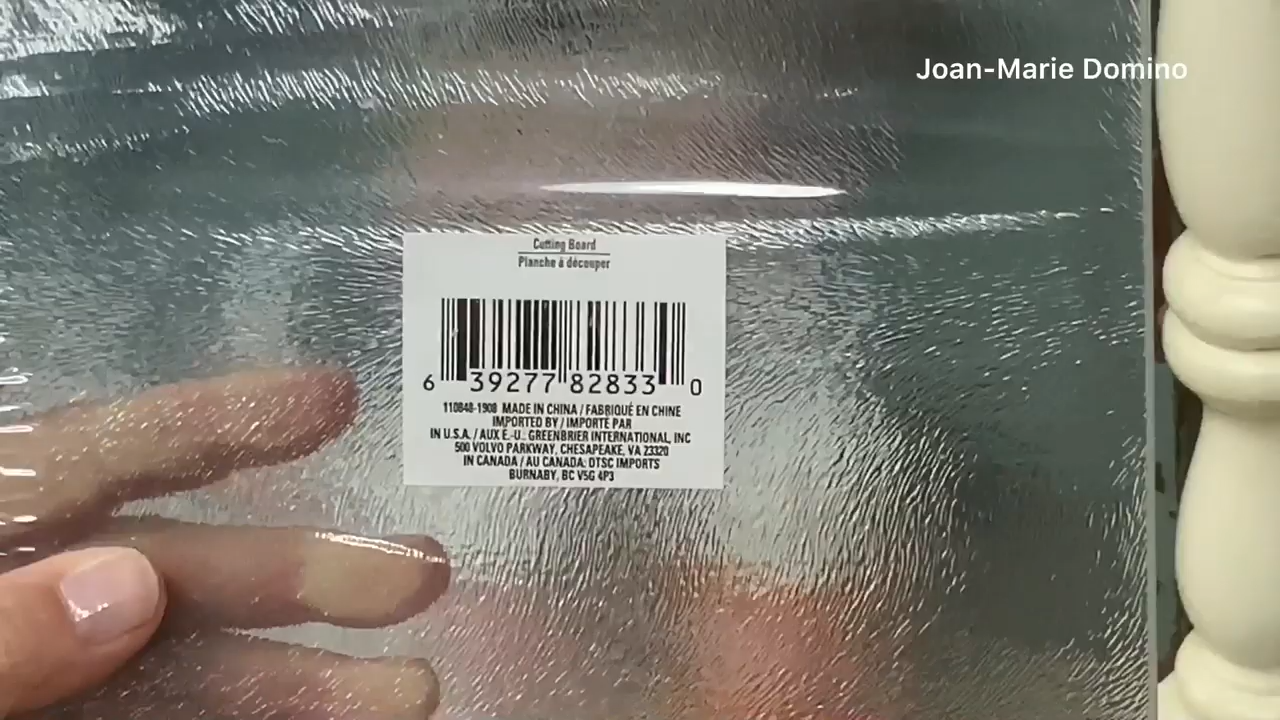 Joan-Marie Domino
Cutting Board
Planche à découper
6 39277 82833 0
110848-1908 MADE IN CHINA / FABRIQUÉ EN CHINE
IMPORTED BY / IMPORTÉ PAR
IN U.S.A. / AUX É.-U.: GREENBRIER INTERNATIONAL, INC
500 VOLVO PARKWAY, CHESAPEAKE, VA 23320
IN CANADA / AU CANADA: DTSC IMPORTS
BURNABY, BC V5G 4P3